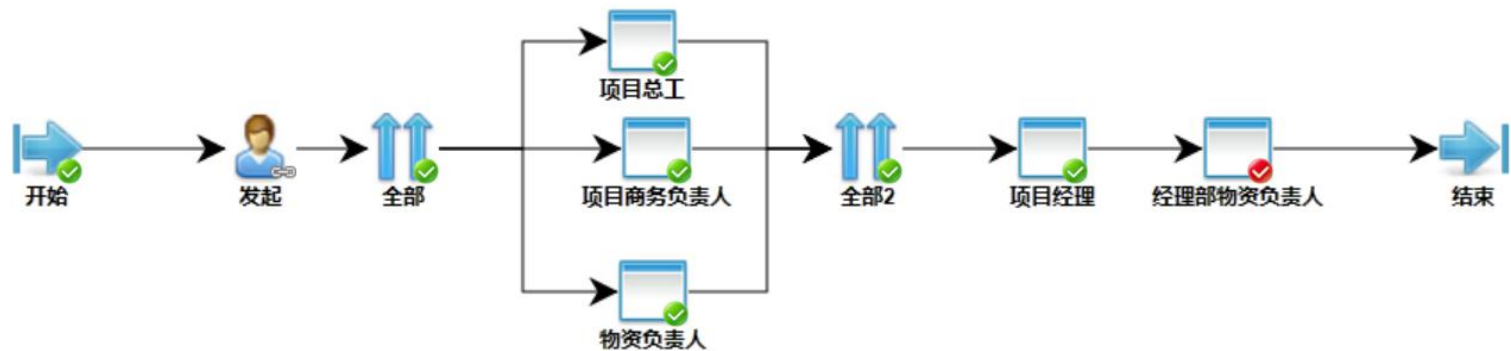 开始
发起
全部
项目总工
项目商务负责人
物资负责人
全部2
项目经理
经理部物资负责人
结束